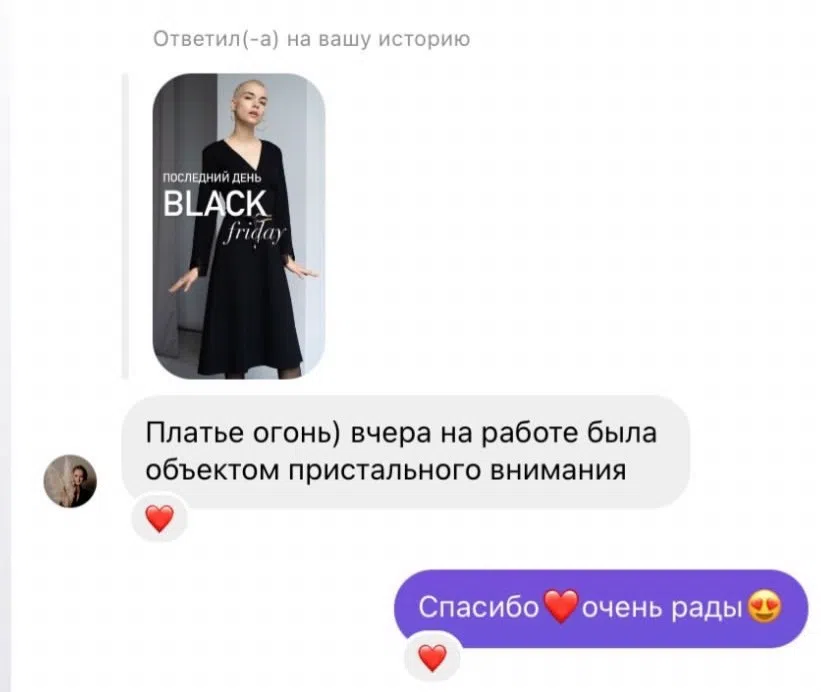 Ответил(-а) на вашу историю
ПОСЛЕДНИЙ ДЕНЬ
BLACK
friday
Платье огонь) вчера на работе была
объектом пристального внимания
❤️
Спасибо❤️очень рады😍
❤️